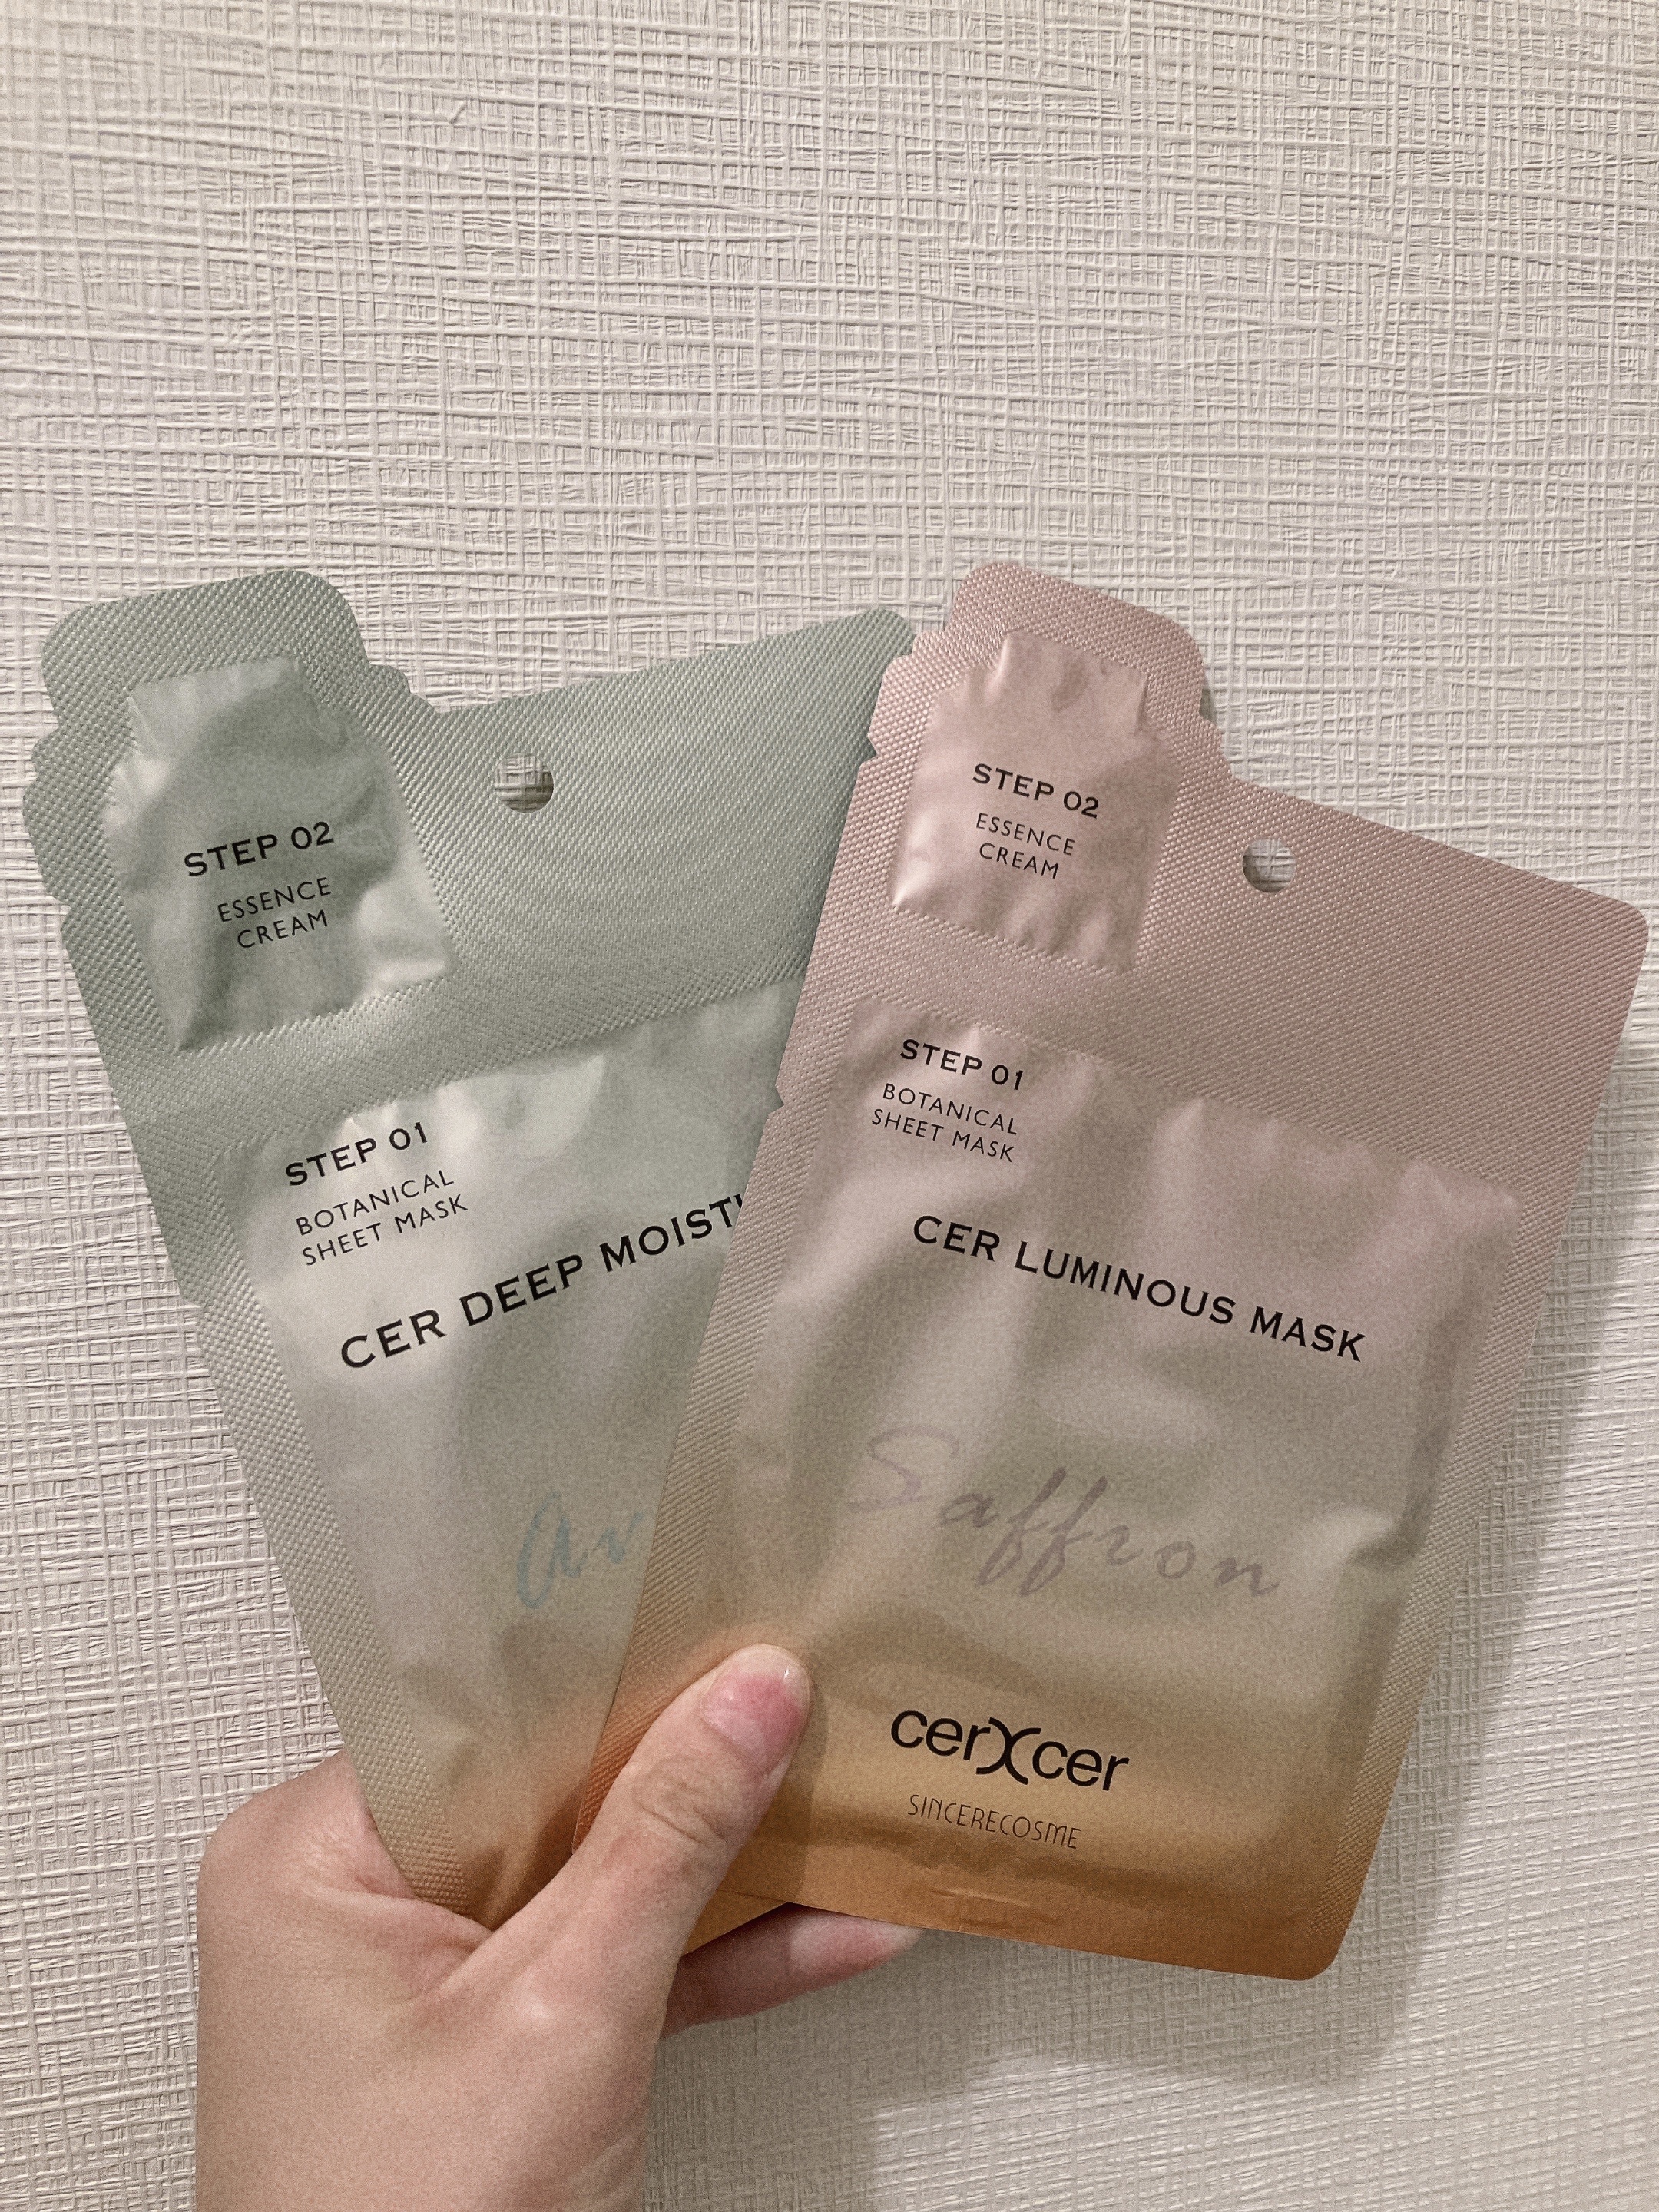 STEP 02
ESSENCE
CREAM
STEP 01
BOTANICAL
SHEET MASK
CER DEEP
STEP 02
ESSENCE
CREAM
STEP 01
BOTANICAL
SHEET MASK
CER LUMINOUS MASK
Saffron
cerXcer
SINCERECOSME